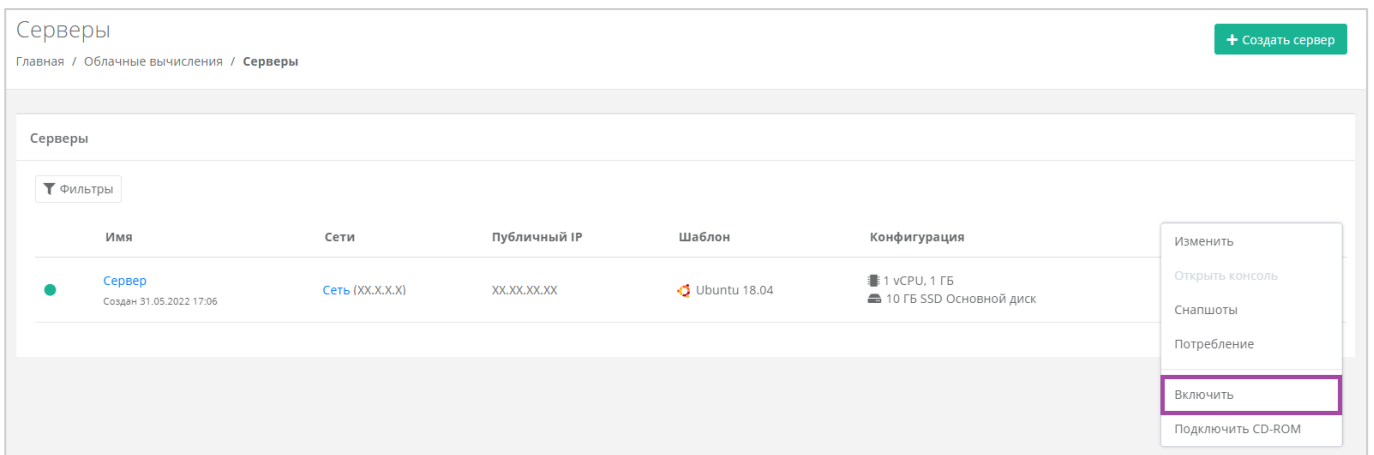 Серверы
+ Создать сервер
Главная / Облачные вычисления / Серверы
Серверы
Фильтры
Имя Сети Публичный IP Шаблон Конфигурация
Сервер
Создан 31.05.2022 17:06
Сеть (XX.X.X.X)
XX.XX.XX.XX
Ubuntu 18.04
1 vCPU, 1 ГБ
10 ГБ SSD Основной диск
Изменить
Открыть консоль
Снапшоты
Потребление
Включить
Подключить CD-ROM